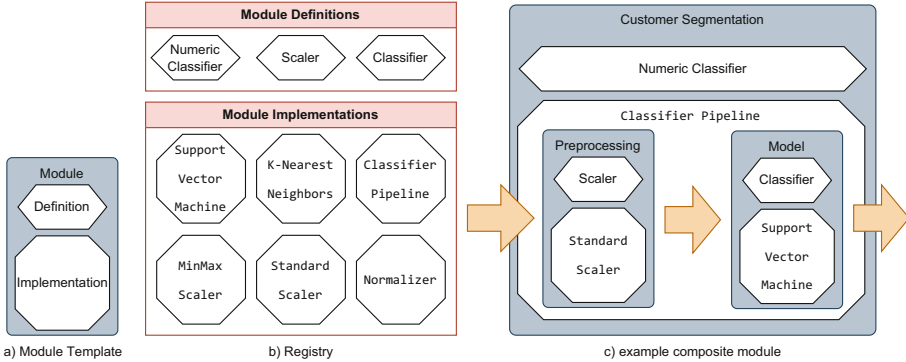 Module
Definition
Implementation
a) Module Template
Module Definitions
Numeric
Classifier
Scaler
Classifier
Module Implementations
Support
Vector
Machine
K-Nearest
Neighbors
Classifier
Pipeline
MinMax
Scaler
Standard
Scaler
Normalizer
b) Registry
Customer Segmentation
Numeric Classifier
Classifier Pipeline
Preprocessing
Scaler
Standard
Scaler
Model
Classifier
Support
Vector
Machine
c) example composite module